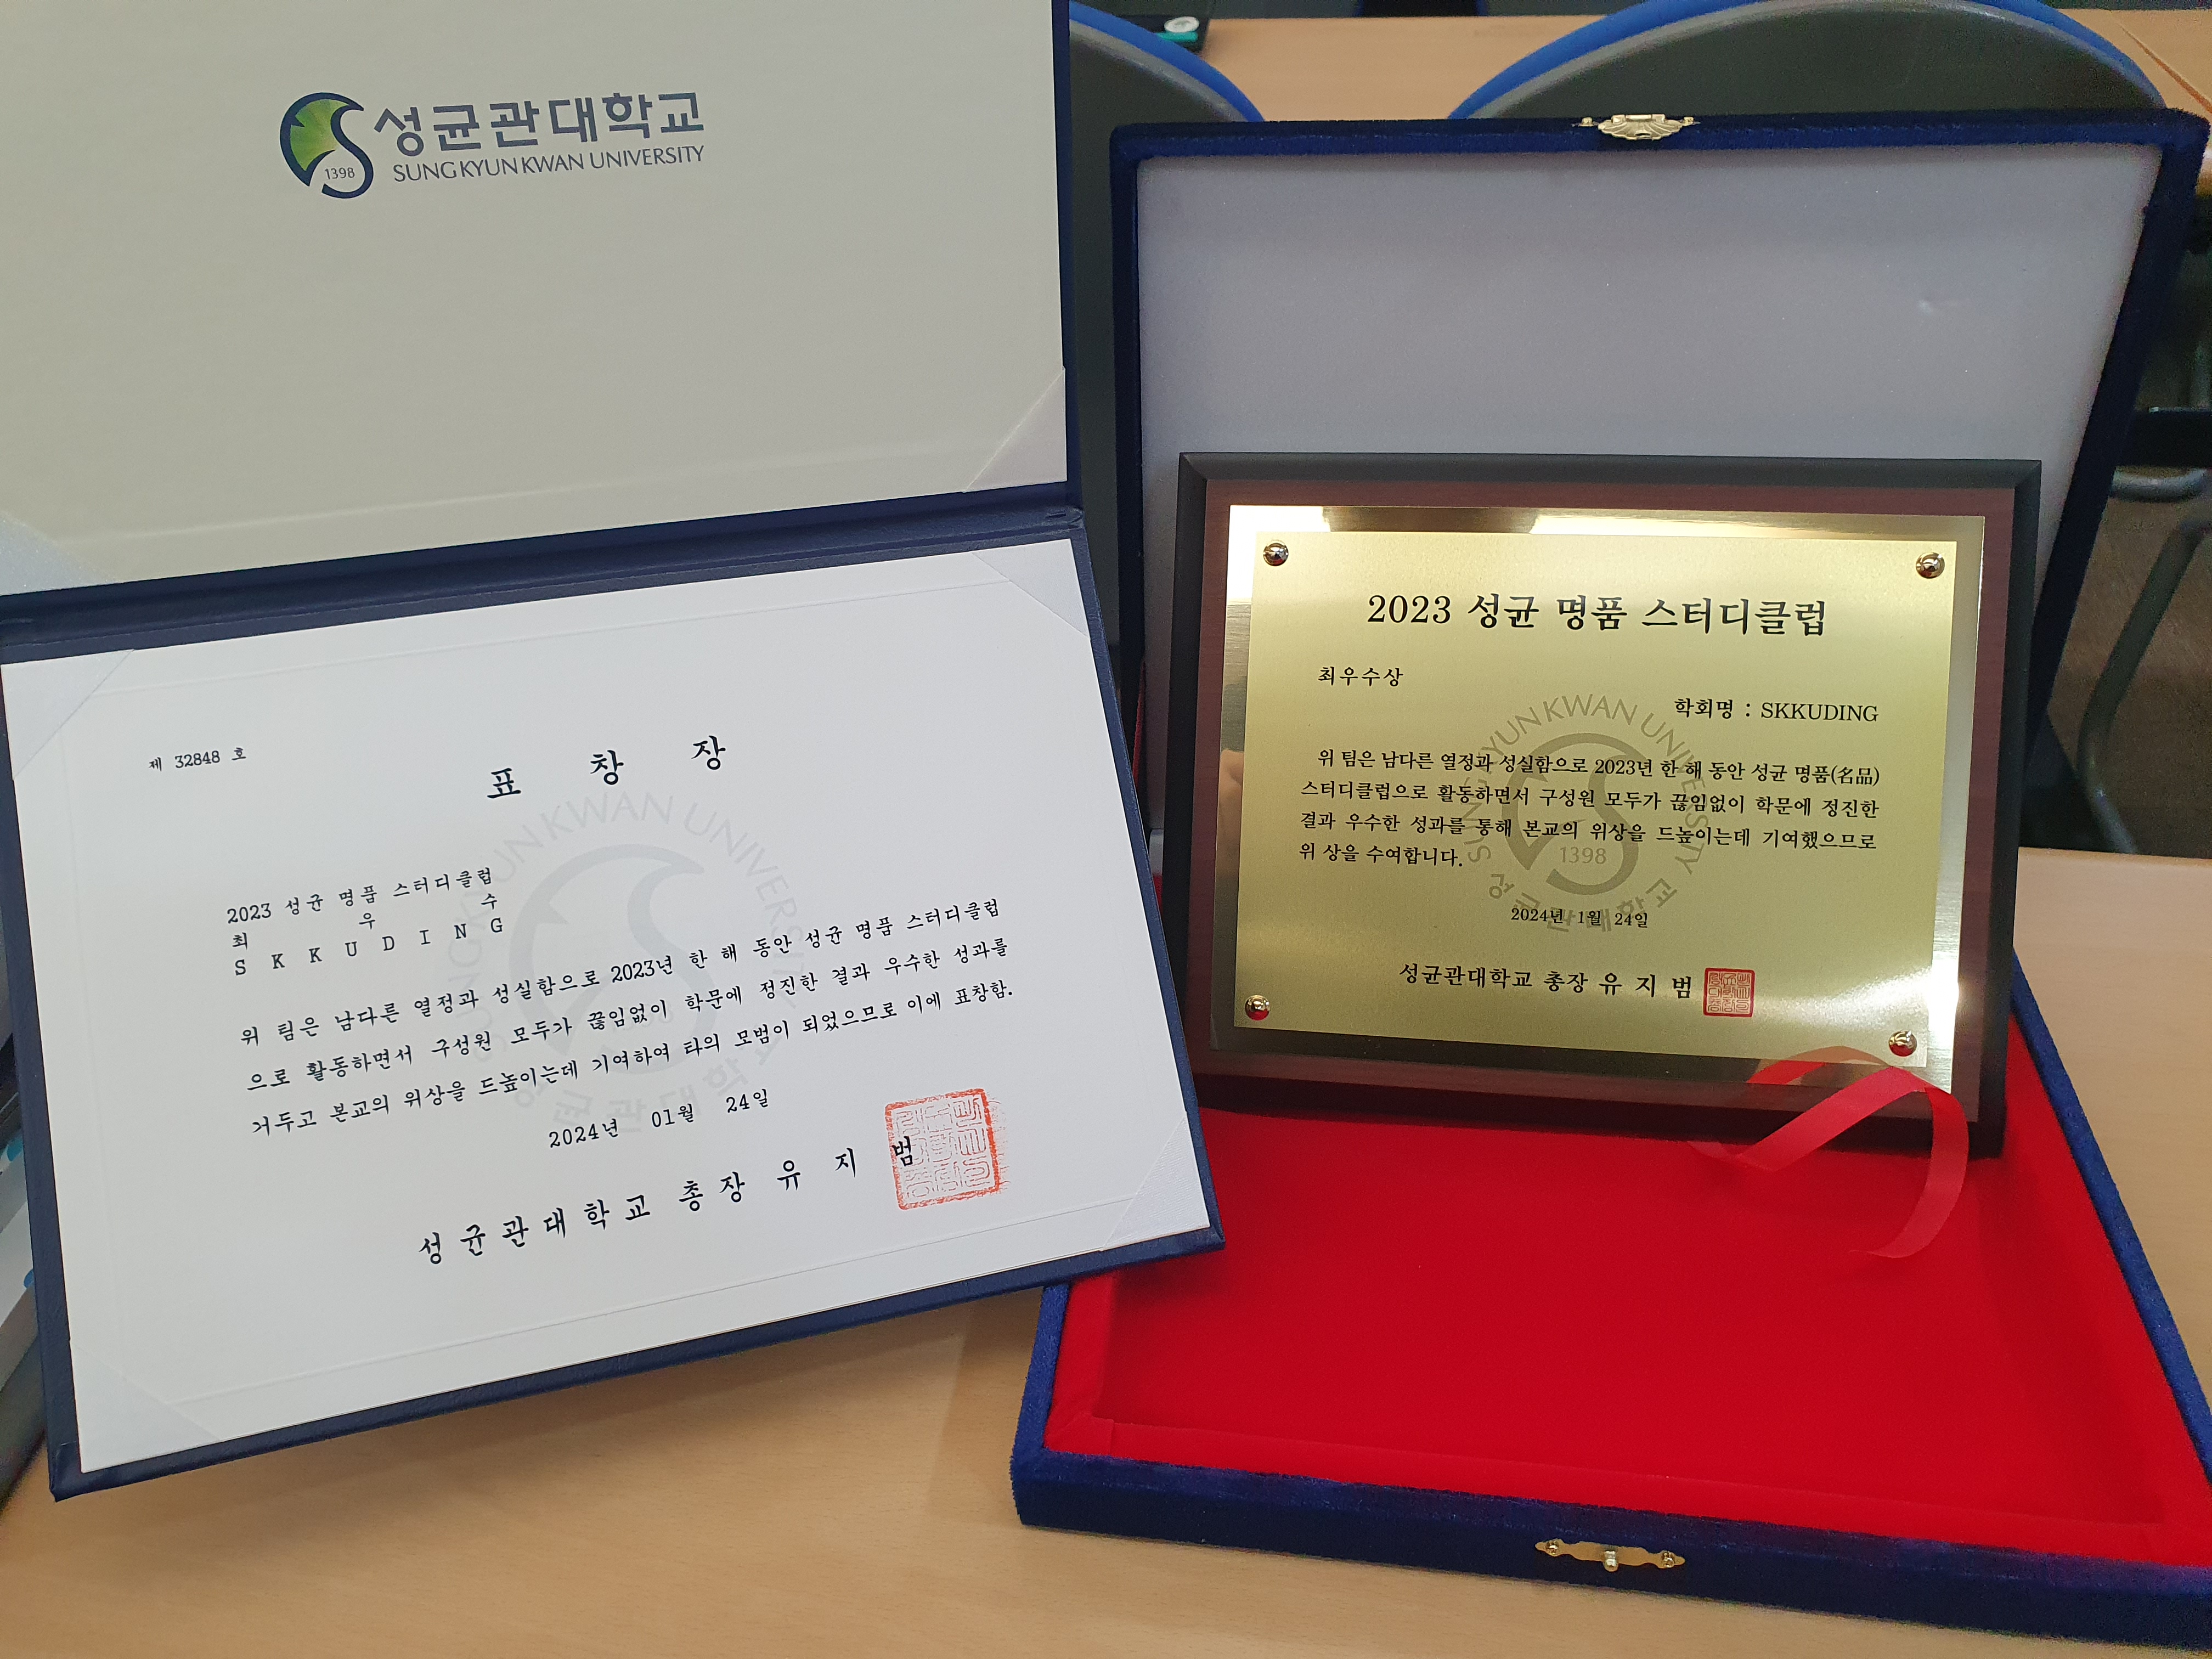 성균관대학교
SUNGKYUNKWAN UNIVERSITY
1398
제 32848 호
표 창 장
2023 성균 명품 스터디클럽
최 우 수
S K K U D I N G
위 팀은 남다른 열정과 성실함으로 2023년 한 해 동안 성균 명품 스터디클럽
으로 활동하면서 구성원 모두가 끊임없이 학문에 정진한 결과 우수한 성과를
거두고 본교의 위상을 드높이는데 기여하여 타의 모범이 되었으므로 이에 표창함.
2024년 01월 24일
성균관대학교 총장 유 지 범
2023 성균 명품 스터디클럽
최우수상
학회명 : SKKUDING
위 팀은 남다른 열정과 성실함으로 2023년 한 해 동안 성균 명품(名品)
스터디클럽으로 활동하면서 구성원 모두가 끊임없이 학문에 정진한
결과 우수한 성과를 통해 본교의 위상을 드높이는데 기여했으므로
위 상을 수여합니다.
2024년 1월 24일
성균관대학교 총장 유 지 범
SUNGKYUNKWAN UNIVERSITY
1398
성균관대학교